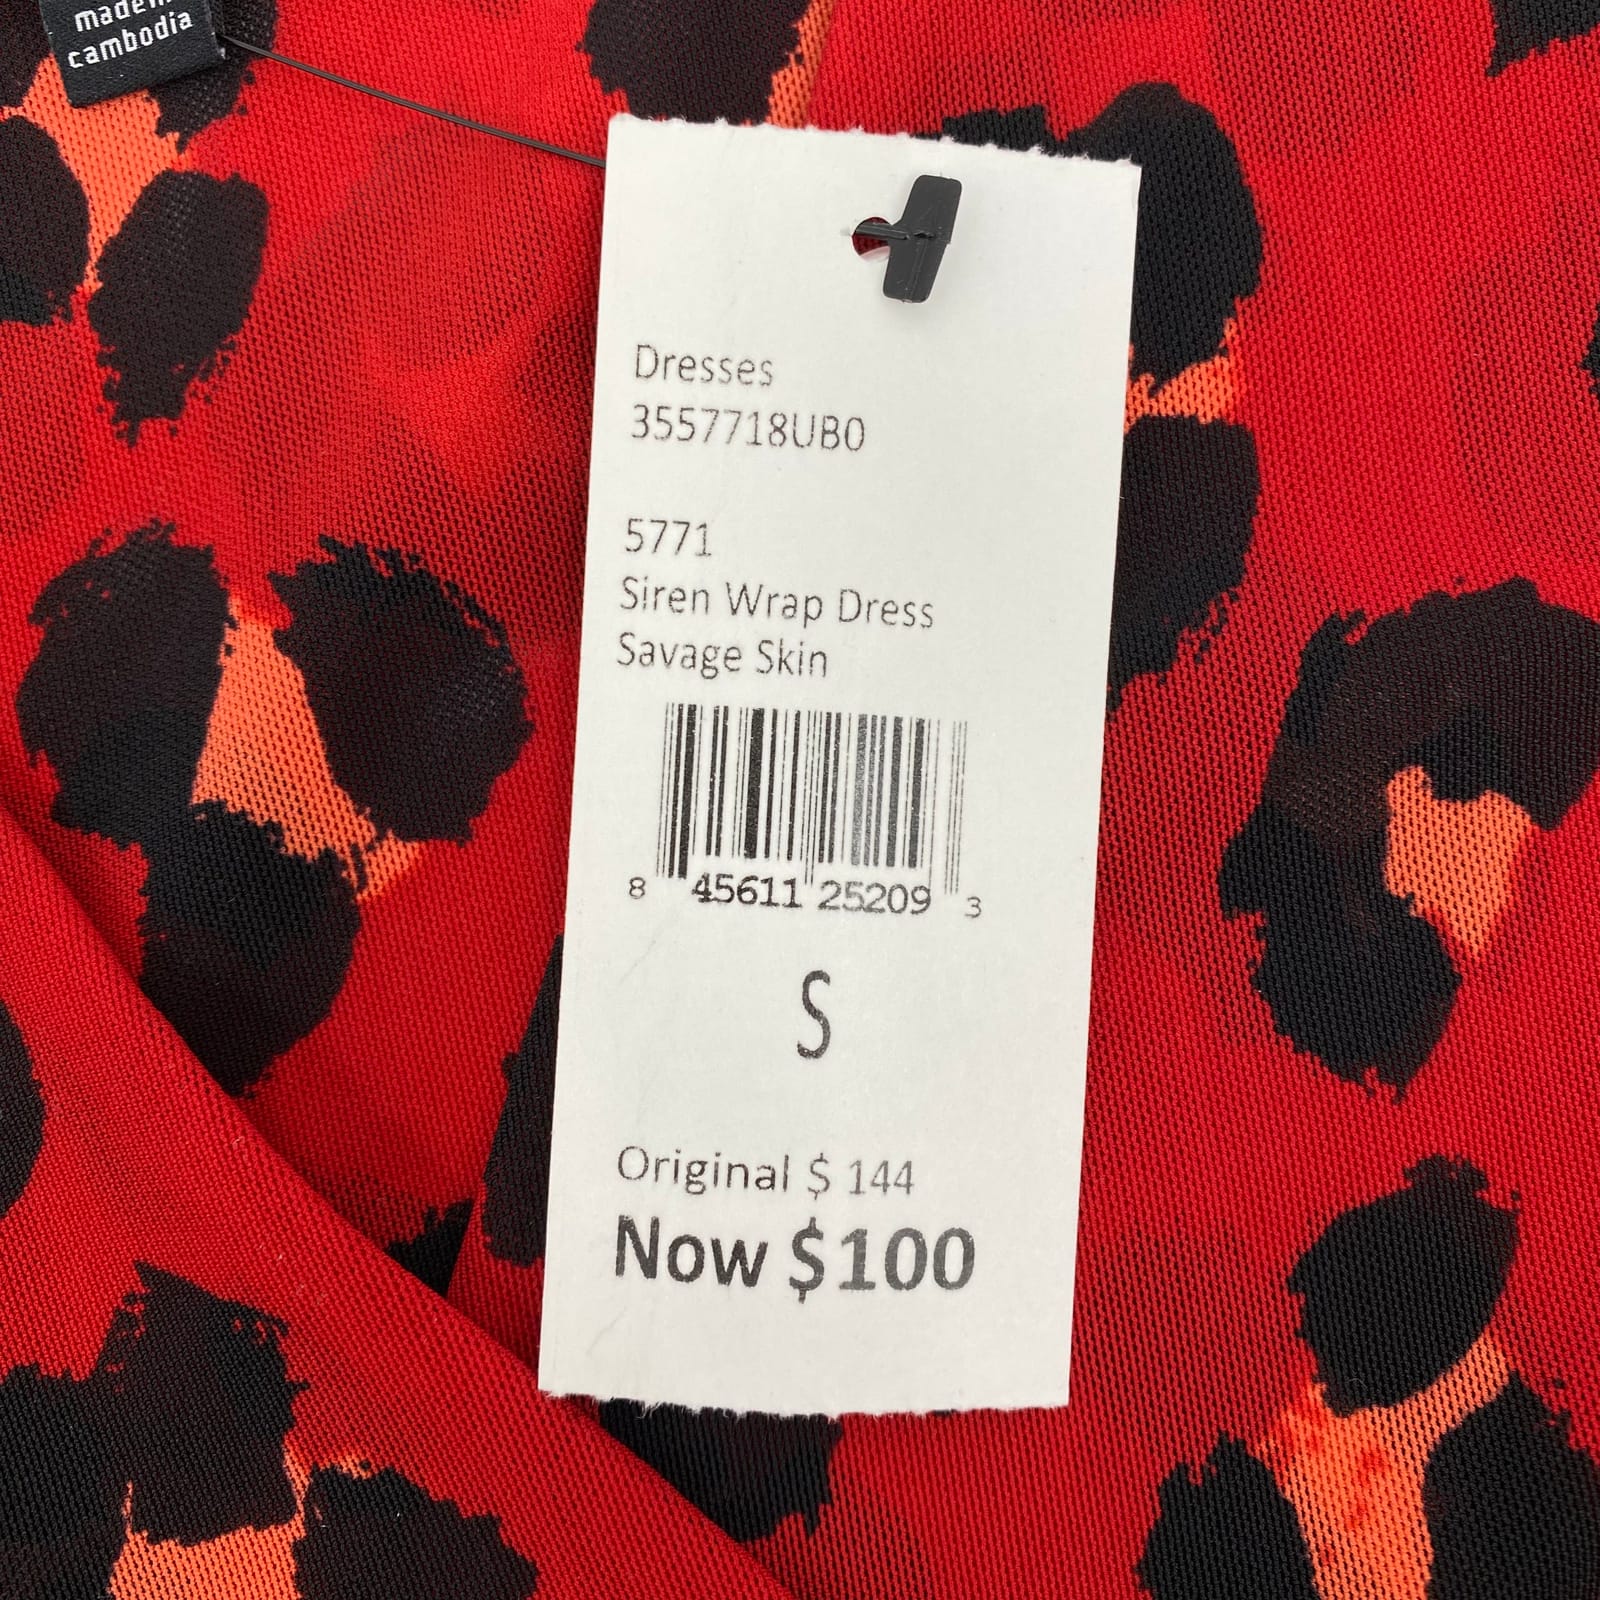 made in
cambodia
Dresses
3557718UB0
5771
Siren Wrap Dress
Savage Skin
8 45611 25209 3
S
Original $ 144
Now $100